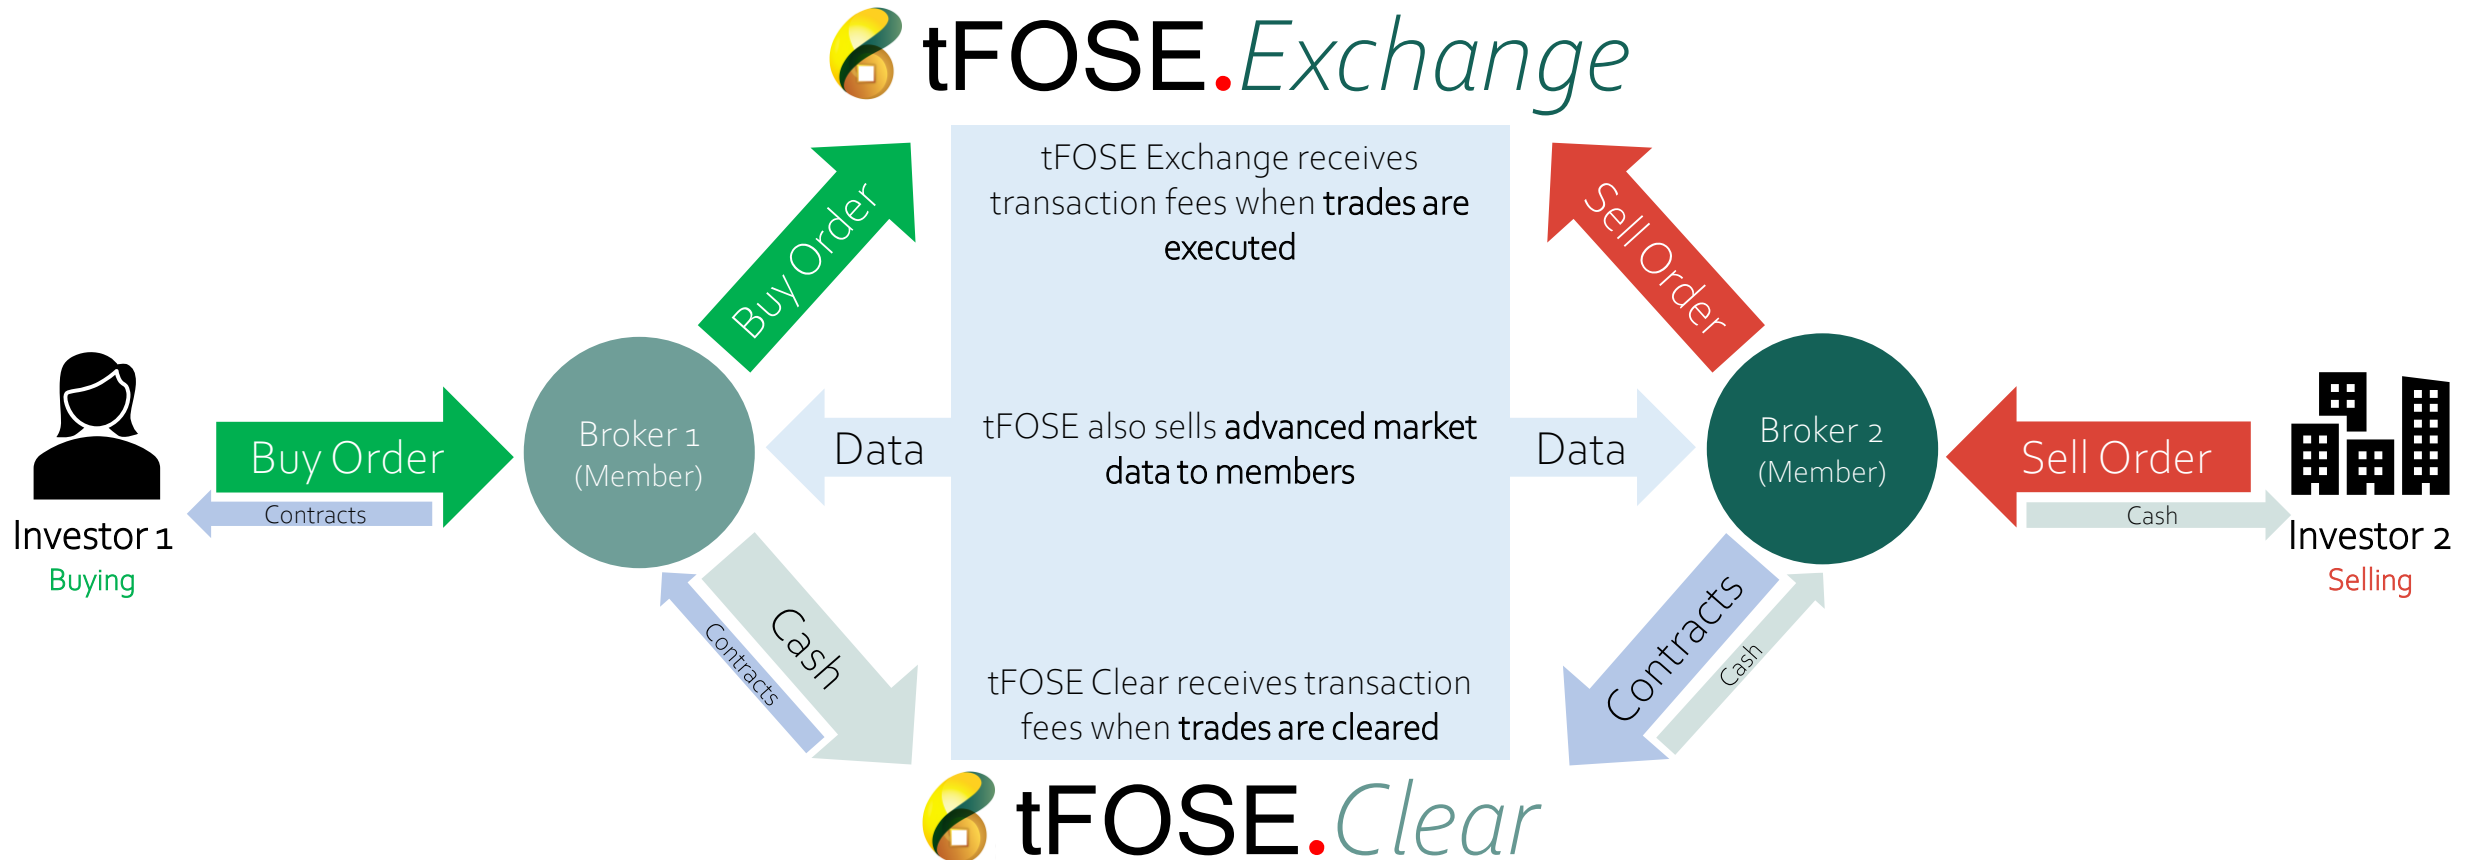 tFOSE.Exchange
tFOSE Exchange receives
transaction fees when trades are
executed
Buy Order
Sell Order
Investor 1
Buying
Buy Order
Contracts
Broker 1
(Member)
Data
tFOSE also sells advanced market
data to members
Data
Broker 2
(Member)
Sell Order
Cash
Investor 2
Selling
Contracts
Cash
tFOSE Clear receives transaction
fees when trades are cleared
Contracts
Cash
tFOSE.Clear